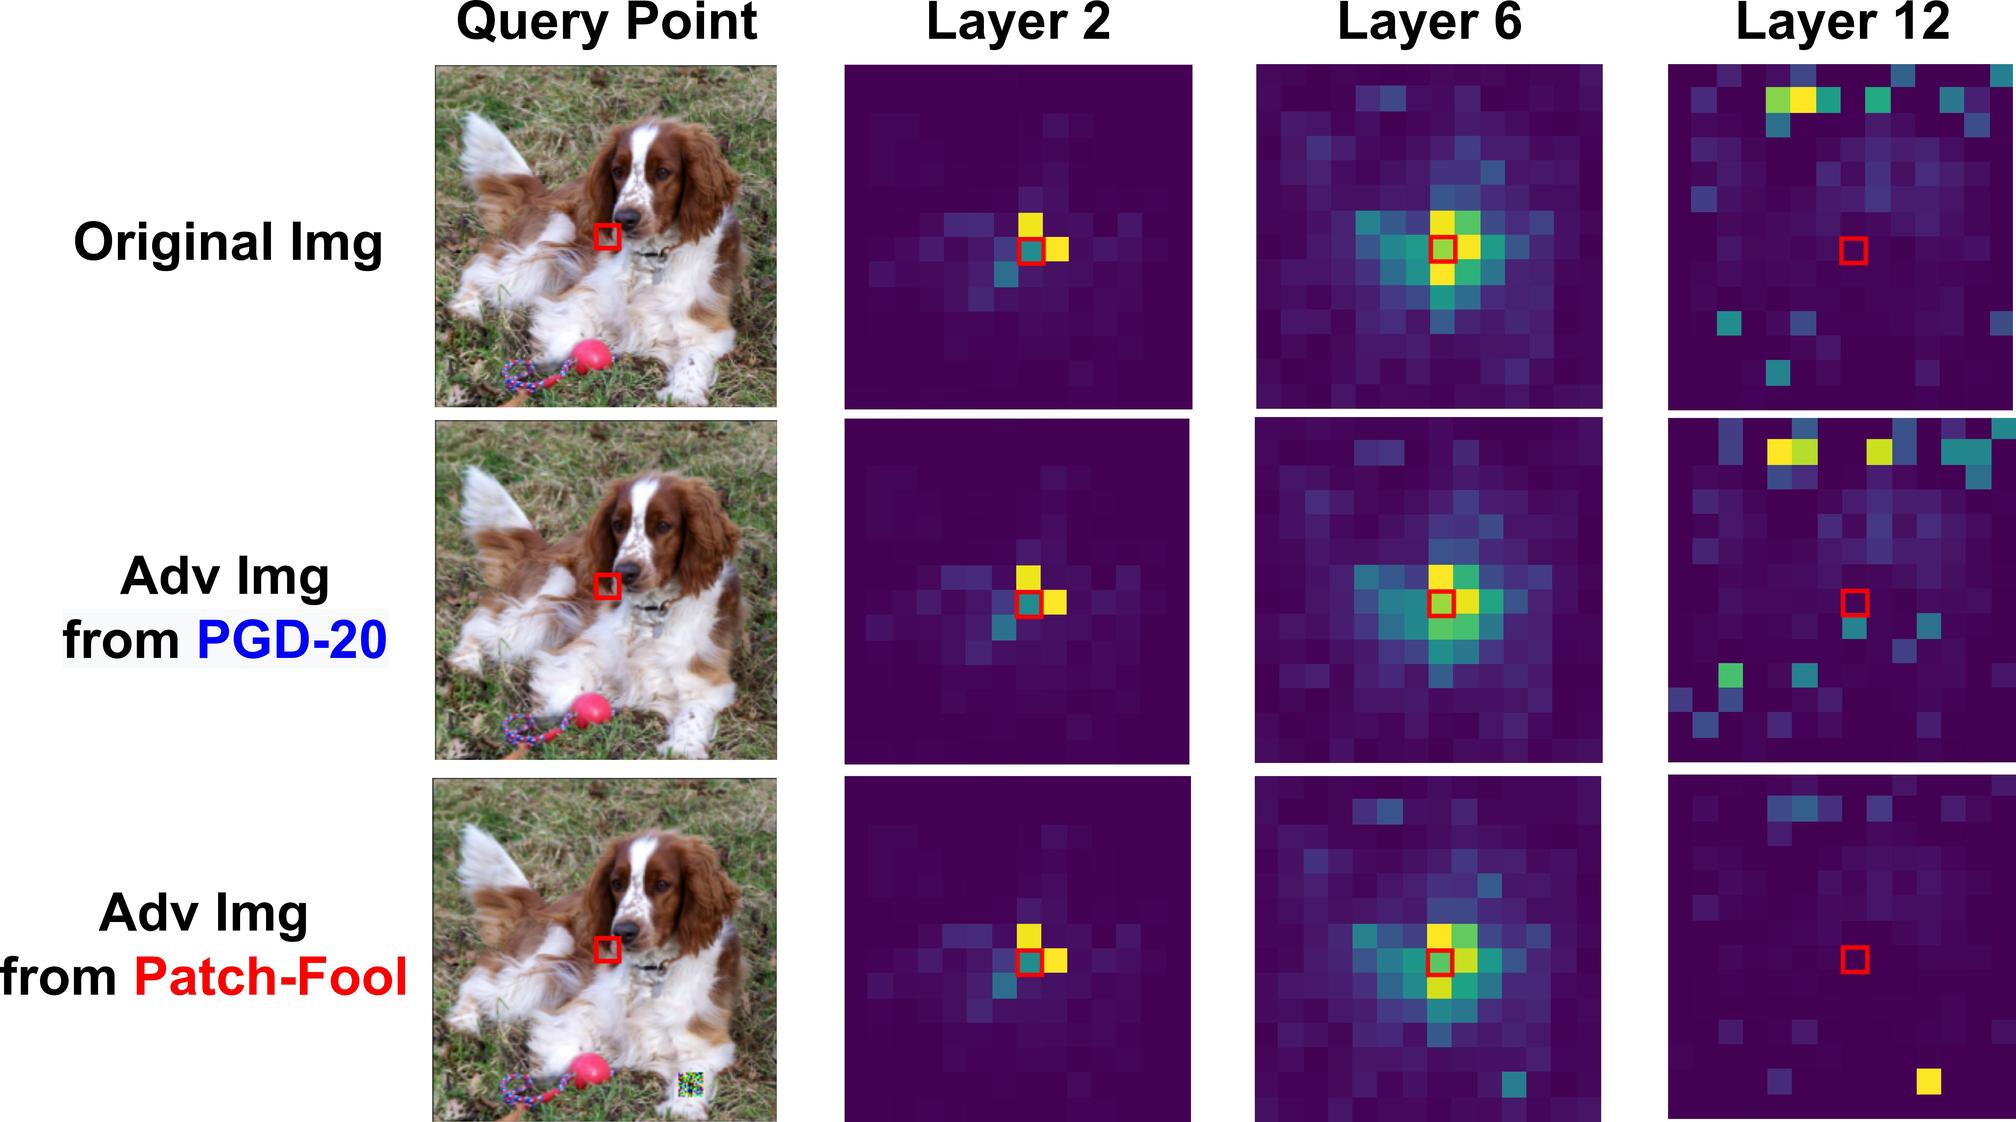 Query Point Layer 2 Layer 6 Layer 12
Original Img
Adv Img
from PGD-20
Adv Img
from Patch-Fool